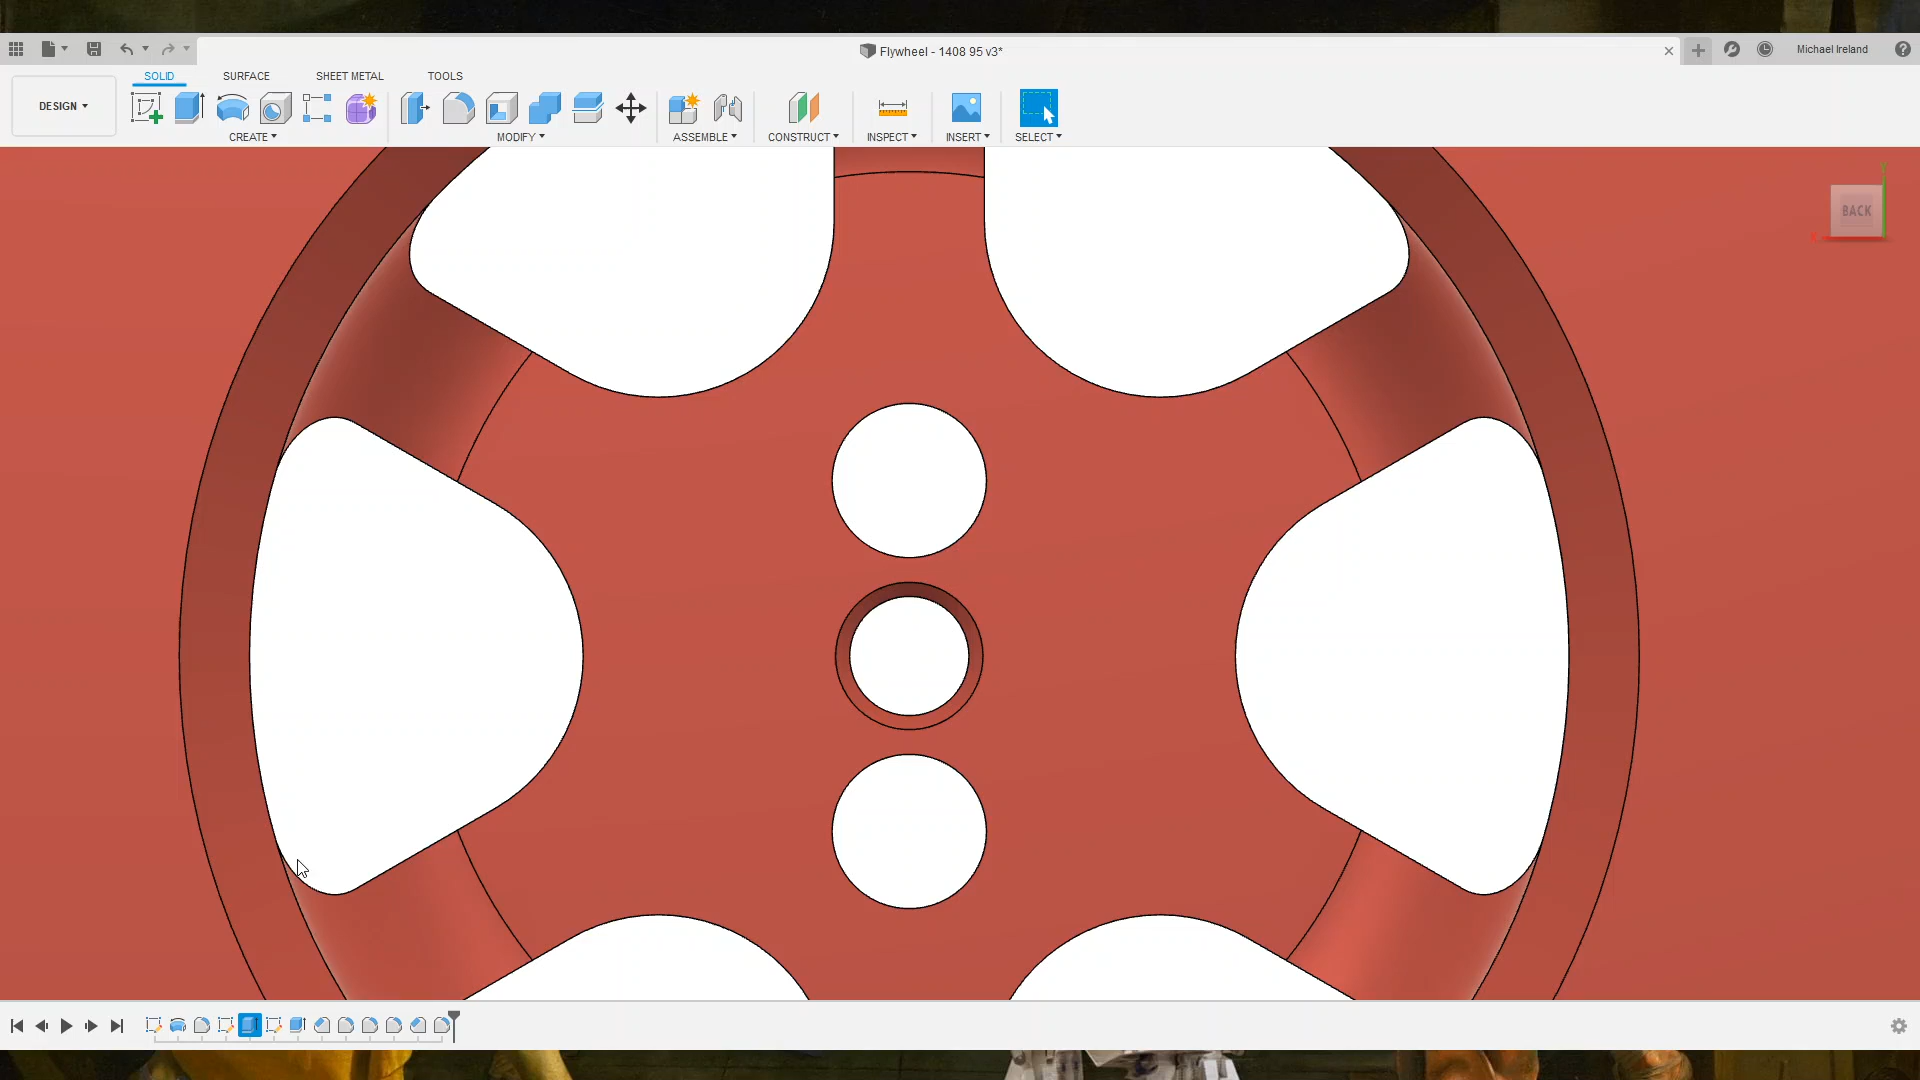 Flywheel - 1408 95 v3*
Michael Ireland
SOLID SURFACE SHEET METAL TOOLS
DESIGN
CREATE MODIFY ASSEMBLE CONSTRUCT INSPECT INSERT SELECT
Y
BACK
X